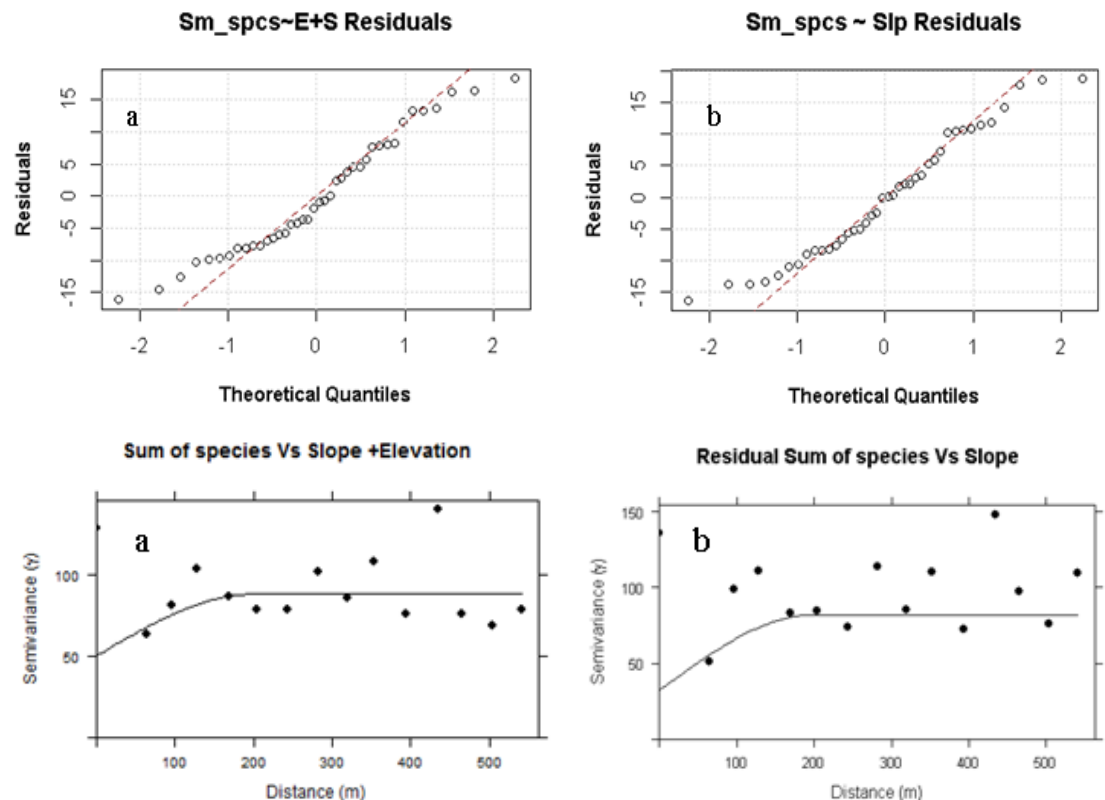 Sm_spcs~E+S Residuals
a
Residuals
15
5
0
-5
-15
-2
-1
0
1
2
Theoretical Quantiles
Sm_spcs ~ Slp Residuals
b
Residuals
15
5
0
-5
-15
-2
-1
0
1
2
Theoretical Quantiles
Sum of species Vs Slope +Elevation
a
Semivariance (γ)
100
50
100
200
300
400
500
Distance (m)
Residual Sum of species Vs Slope
b
Semivariance (γ)
150
100
50
100
200
300
400
500
Distance (m)